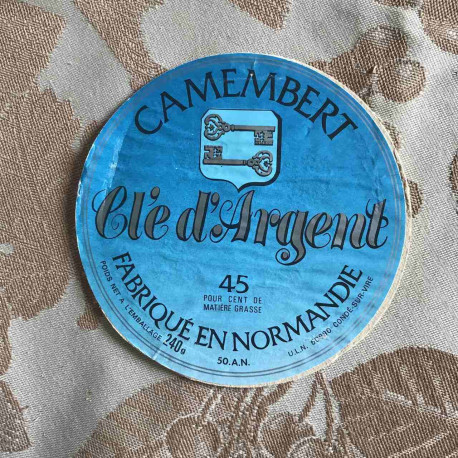 CAMEMBERT
Clé d'Argent
45
POUR CENT DE
MATIÈRE GRASSE
FABRIQUÉ EN NORMANDIE
POIDS NET A L'EMBALLAGE 240g
50.A.N.
U.L.N. 50890 CONDÉ-SUR-VIRE